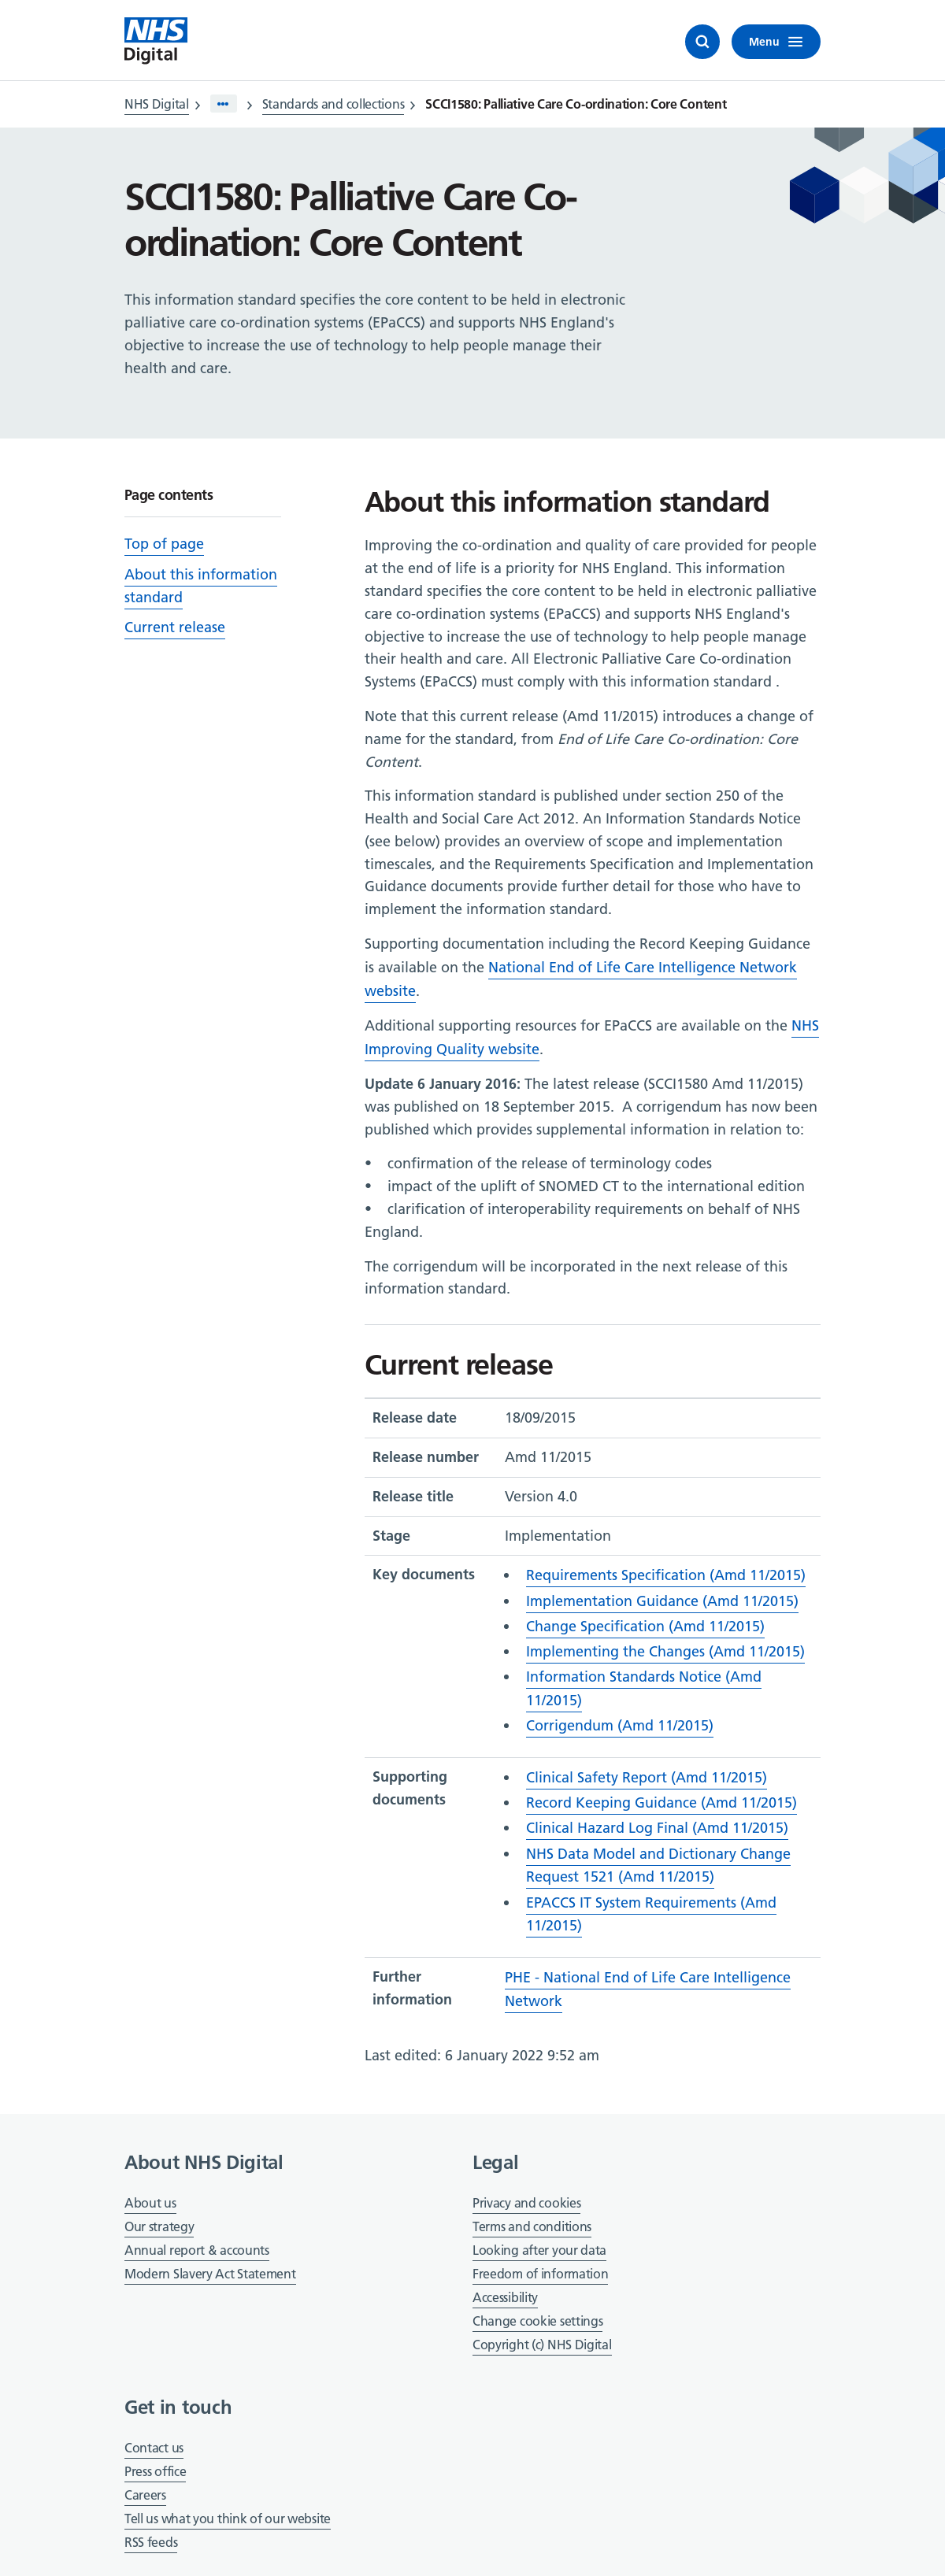 NHS
Digital
Menu
NHS Digital > ••• > Standards and collections > SCCI1580: Palliative Care Co-ordination: Core Content
SCCI1580: Palliative Care Co-
ordination: Core Content
This information standard specifies the core content to be held in electronic
palliative care co-ordination systems (EPaCCS) and supports NHS England's
objective to increase the use of technology to help people manage their
health and care.
Page contents
Top of page
About this information
standard
Current release
About this information standard
Improving the co-ordination and quality of care provided for people
at the end of life is a priority for NHS England. This information
standard specifies the core content to be held in electronic palliative
care co-ordination systems (EPaCCS) and supports NHS England's
objective to increase the use of technology to help people manage
their health and care. All Electronic Palliative Care Co-ordination
Systems (EPaCCS) must comply with this information standard .
Note that this current release (Amd 11/2015) introduces a change of
name for the standard, from End of Life Care Co-ordination: Core
Content.
This information standard is published under section 250 of the
Health and Social Care Act 2012. An Information Standards Notice
(see below) provides an overview of scope and implementation
timescales, and the Requirements Specification and Implementation
Guidance documents provide further detail for those who have to
implement the information standard.
Supporting documentation including the Record Keeping Guidance
is available on the National End of Life Care Intelligence Network
website.
Additional supporting resources for EPaCCS are available on the NHS
Improving Quality website.
Update 6 January 2016: The latest release (SCCI1580 Amd 11/2015)
was published on 18 September 2015.  A corrigendum has now been
published which provides supplemental information in relation to:
• confirmation of the release of terminology codes
• impact of the uplift of SNOMED CT to the international edition
• clarification of interoperability requirements on behalf of NHS
England.
The corrigendum will be incorporated in the next release of this
information standard.
Current release
Release date 18/09/2015
Release number Amd 11/2015
Release title Version 4.0
Stage Implementation
Key documents • Requirements Specification (Amd 11/2015)
• Implementation Guidance (Amd 11/2015)
• Change Specification (Amd 11/2015)
• Implementing the Changes (Amd 11/2015)
• Information Standards Notice (Amd
11/2015)
• Corrigendum (Amd 11/2015)
Supporting • Clinical Safety Report (Amd 11/2015)
documents • Record Keeping Guidance (Amd 11/2015)
• Clinical Hazard Log Final (Amd 11/2015)
• NHS Data Model and Dictionary Change
Request 1521 (Amd 11/2015)
• EPACCS IT System Requirements (Amd
11/2015)
Further PHE - National End of Life Care Intelligence
information Network
Last edited: 6 January 2022 9:52 am
About NHS Digital
About us
Our strategy
Annual report & accounts
Modern Slavery Act Statement
Legal
Privacy and cookies
Terms and conditions
Looking after your data
Freedom of information
Accessibility
Change cookie settings
Copyright (c) NHS Digital
Get in touch
Contact us
Press office
Careers
Tell us what you think of our website
RSS feeds